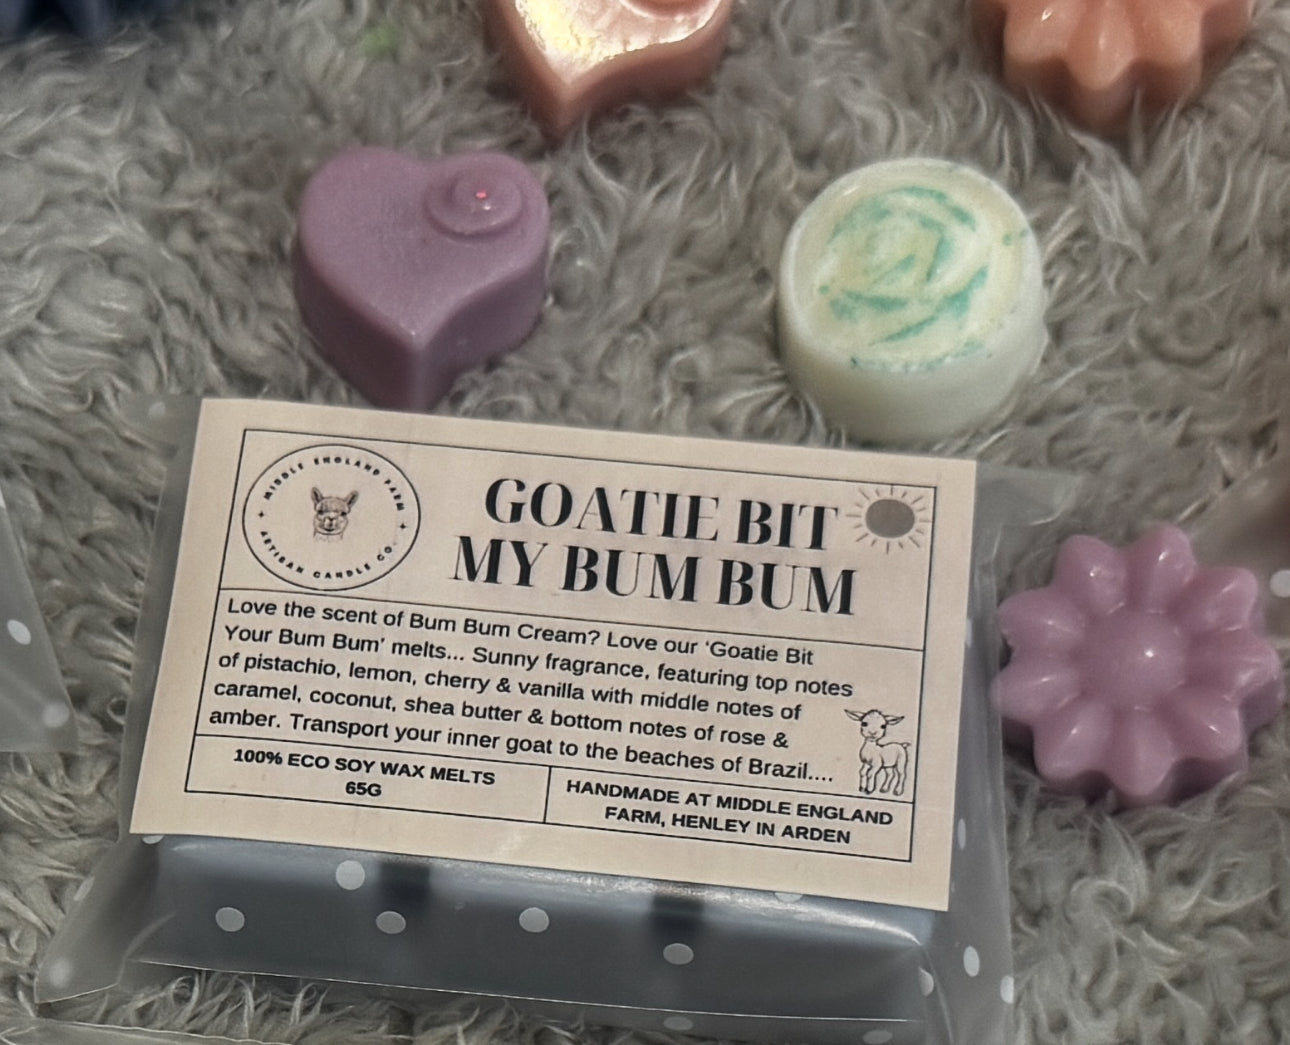 MIDDLE ENGLAND FARM
ARTISAN CANDLE CO.
GOATIE BIT
MY BUM BUM
Love the scent of Bum Bum Cream? Love our ‘Goatie Bit
Your Bum Bum’ melts... Sunny fragrance, featuring top notes
of pistachio, lemon, cherry & vanilla with middle notes of
caramel, coconut, shea butter & bottom notes of rose &
amber. Transport your inner goat to the beaches of Brazil....
100% ECO SOY WAX MELTS
65G
HANDMADE AT MIDDLE ENGLAND
FARM, HENLEY IN ARDEN